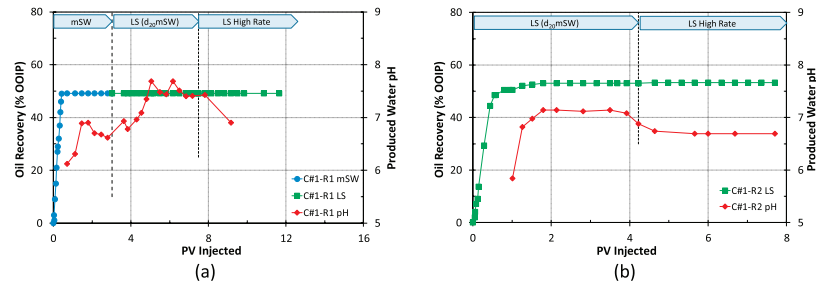 mSW
LS (d₂₀mSW)
LS High Rate
80
60
40
20
0
9
8
7
6
5
0
4
8
12
16
Oil Recovery (% OOIP)
Produced Water pH
PV Injected
C#1-R1 mSW
C#1-R1 LS
C#1-R1 pH
(a)
LS (d₂₀mSW)
LS High Rate
80
60
40
20
0
9
8
7
6
5
0
2
4
6
8
Oil Recovery (% OOIP)
Produced Water pH
PV Injected
C#1-R2 LS
C#1-R2 pH
(b)